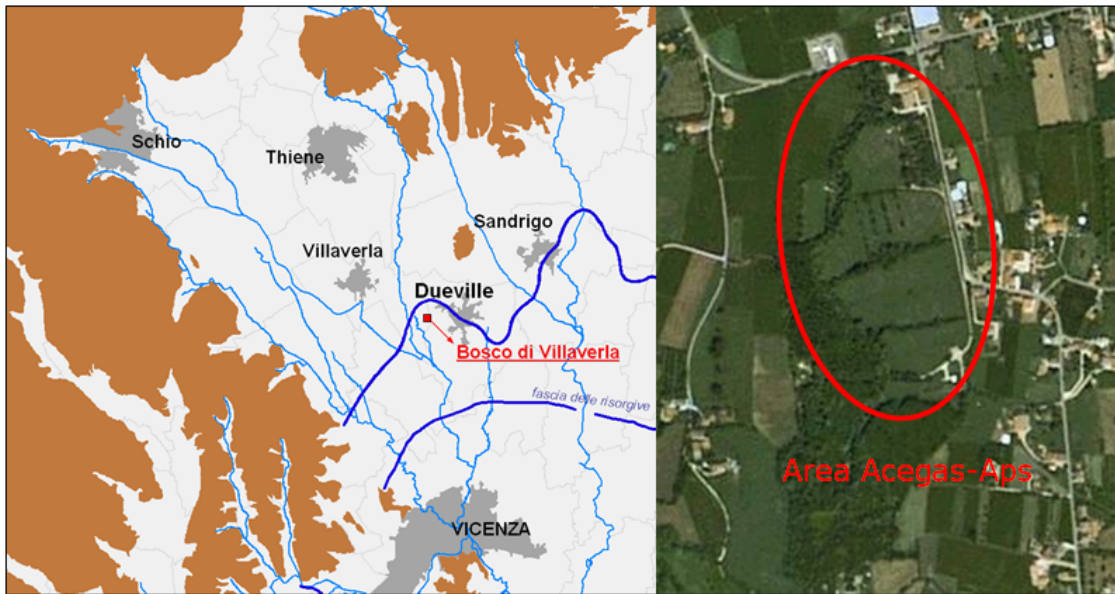 Schio
Thiene
Sandrigo
Villaverla
Dueville
Bosco di Villaverla
fascia delle risorgive
VICENZA
Area Acegas-Aps